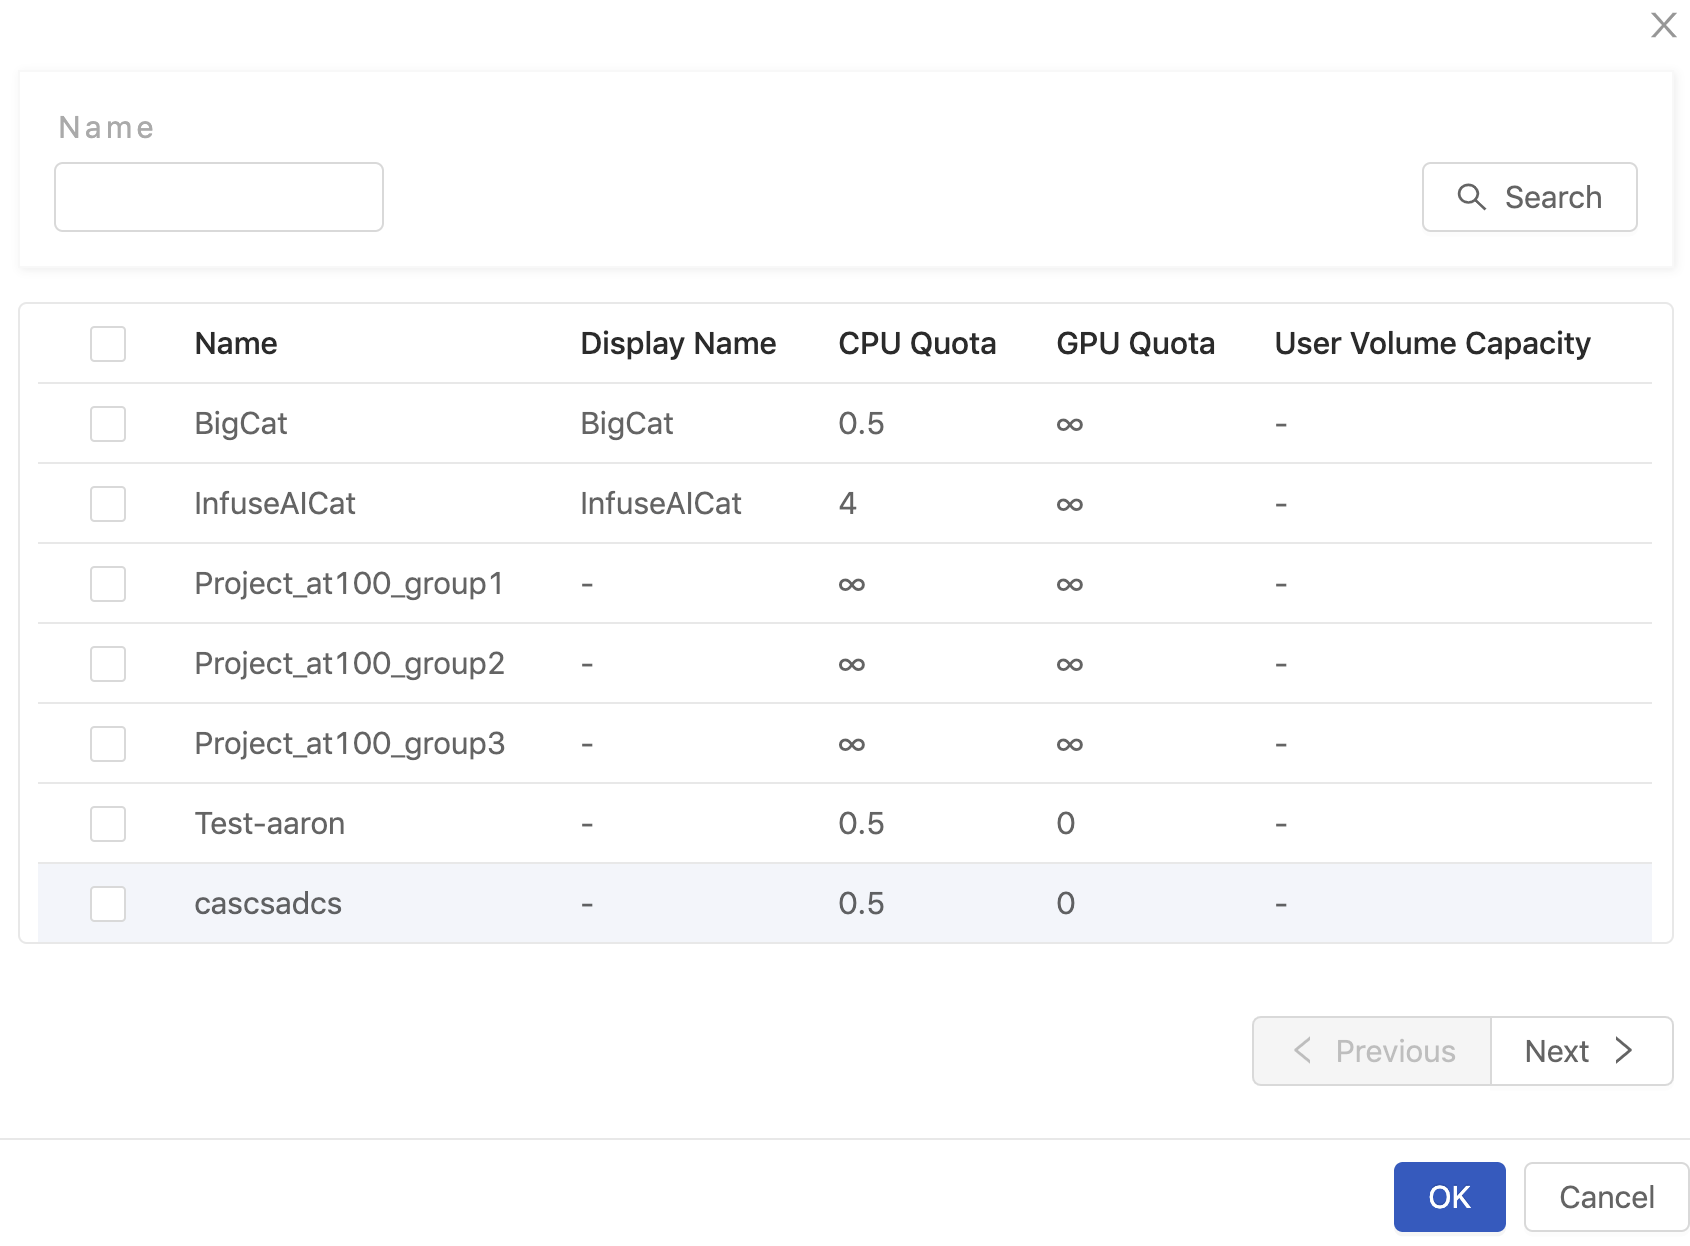 Name
Search
Name Display Name CPU Quota GPU Quota User Volume Capacity
BigCat BigCat 0.5 ∞ -
InfuseAICat InfuseAICat 4 ∞ -
Project_at100_group1 - ∞ ∞ -
Project_at100_group2 - ∞ ∞ -
Project_at100_group3 - ∞ ∞ -
Test-aaron - 0.5 0 -
cascsadcs - 0.5 0 -
Previous Next
OK Cancel